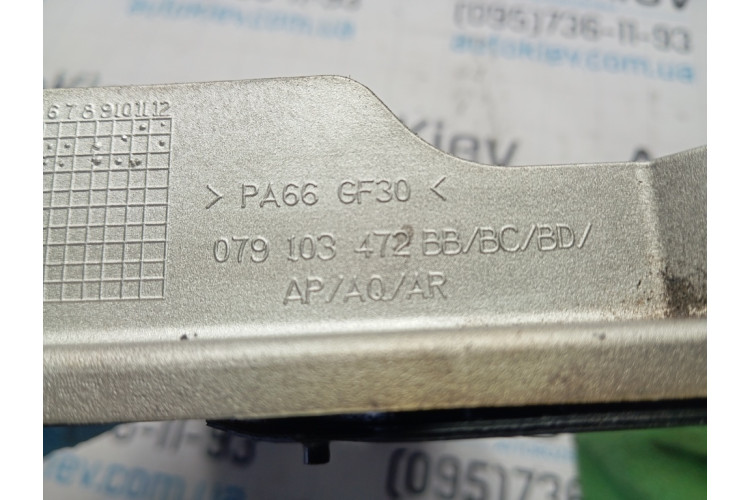 Kiev
(095)736-11-93
autokiev.com.ua
6 7 8 9 10 11 12
> PA66 GF30 <
079 103 472 BB/BC/BD/
AP/AQ/AR
(095)736